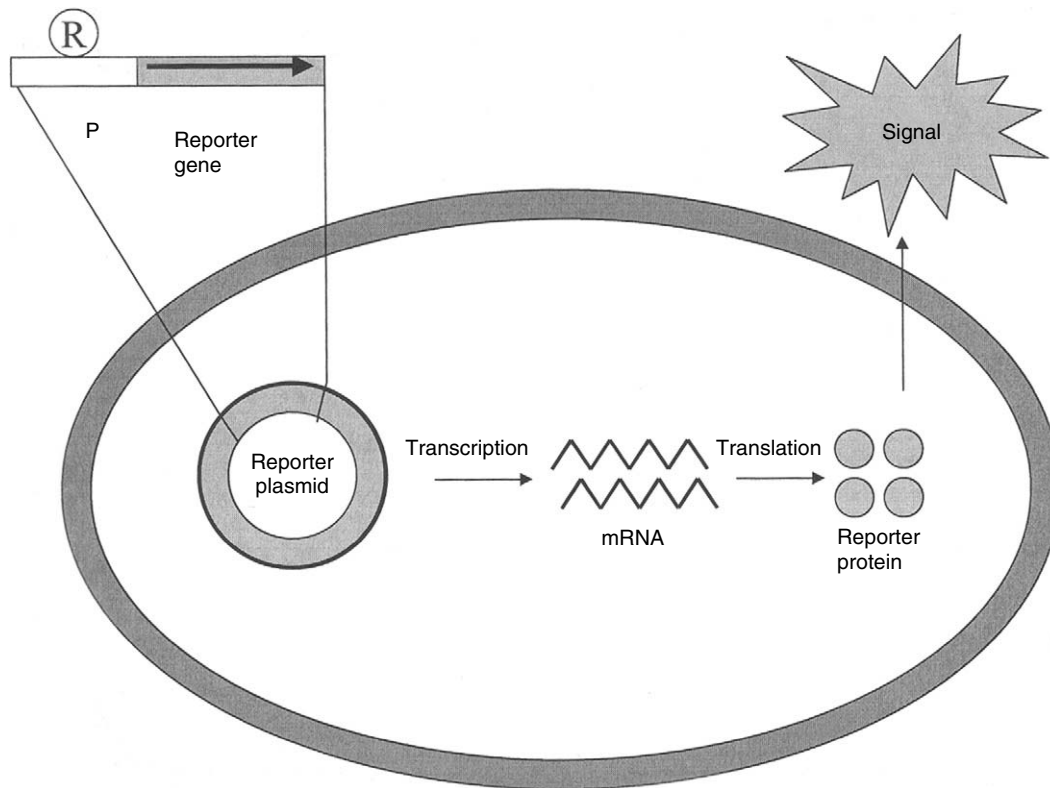 R
P
Reporter
gene
Signal
Reporter
plasmid
Transcription
mRNA
Translation
Reporter
protein